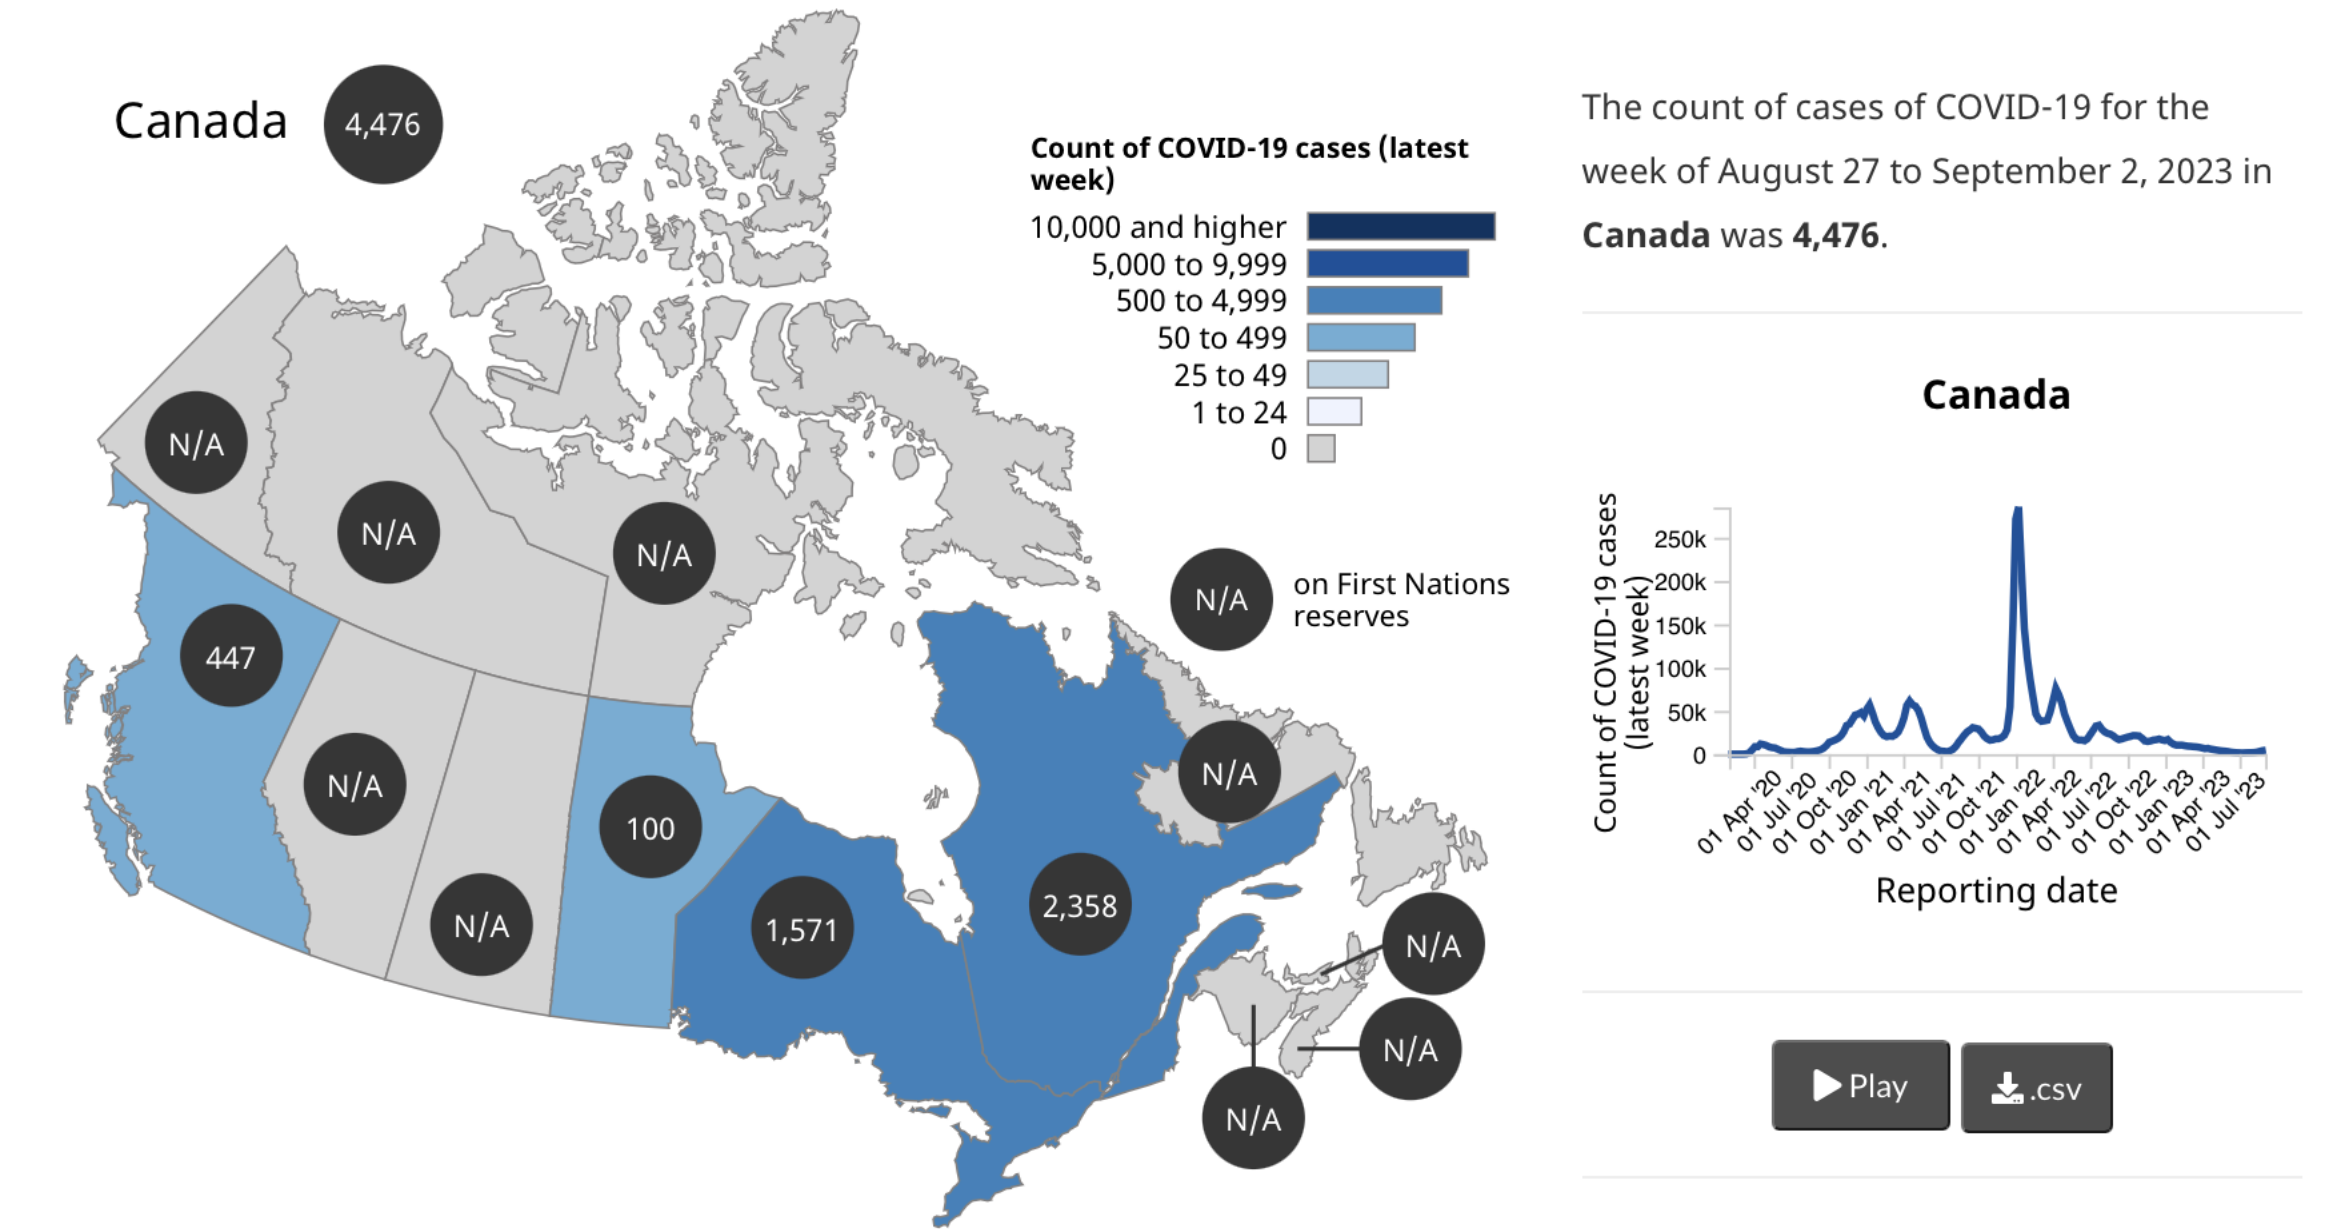 Canada
4,476
Count of COVID-19 cases (latest
week)
10,000 and higher
5,000 to 9,999
500 to 4,999
50 to 499
25 to 49
1 to 24
0
N/A
N/A
N/A
N/A
on First Nations
reserves
447
N/A
N/A
100
N/A
1,571
2,358
N/A
N/A
N/A
The count of cases of COVID-19 for the
week of August 27 to September 2, 2023 in
Canada was 4,476.
Canada
Count of COVID-19 cases
(latest week)
250k
200k
150k
100k
50k
0
01 Apr '20
01 Jul '20
01 Oct '20
01 Jan '21
01 Apr '21
01 Jul '21
01 Oct '21
01 Jan '22
01 Apr '22
01 Jul '22
01 Oct '22
01 Jan '23
01 Apr '23
01 Jul '23
Reporting date
Play
.csv